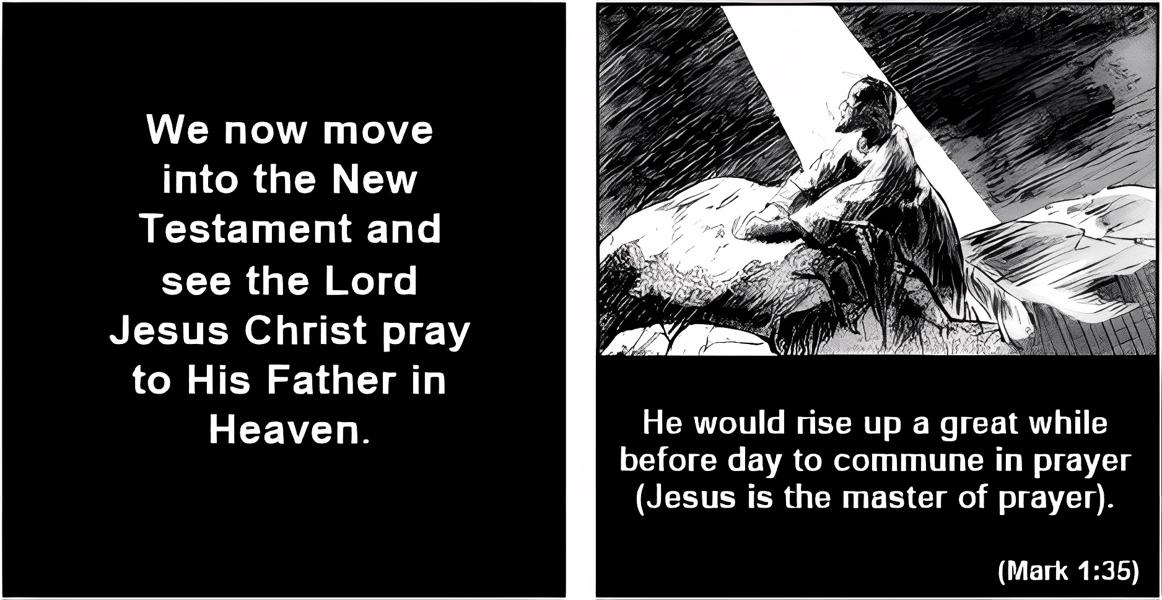 We now move
into the New
Testament and
see the Lord
Jesus Christ pray
to His Father in
Heaven.
He would rise up a great while
before day to commune in prayer
(Jesus is the master of prayer).
(Mark 1:35)